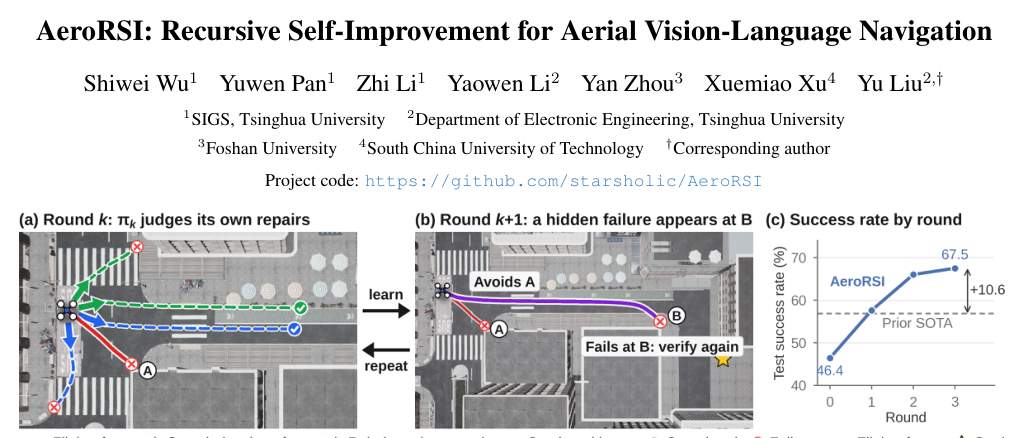 AeroRSI: Recursive Self-Improvement for Aerial Vision-Language Navigation
Shiwei Wu¹ Yuwen Pan¹ Zhi Li¹ Yaowen Li² Yan Zhou³ Xuemiao Xu⁴ Yu Liu²,†
¹SIGS, Tsinghua University ²Department of Electronic Engineering, Tsinghua University
³Foshan University ⁴South China University of Technology †Corresponding author
Project code: https://github.com/starsholic/AeroRSI
(a) Round k: πₖ judges its own repairs
A
learn
repeat
(b) Round k+1: a hidden failure appears at B
Avoids A
A
B
Fails at B: verify again
(c) Success rate by round
Test success rate (%)
70
60
50
40
67.5
AeroRSI
+10.6
Prior SOTA
46.4
0 1 2 3
Round